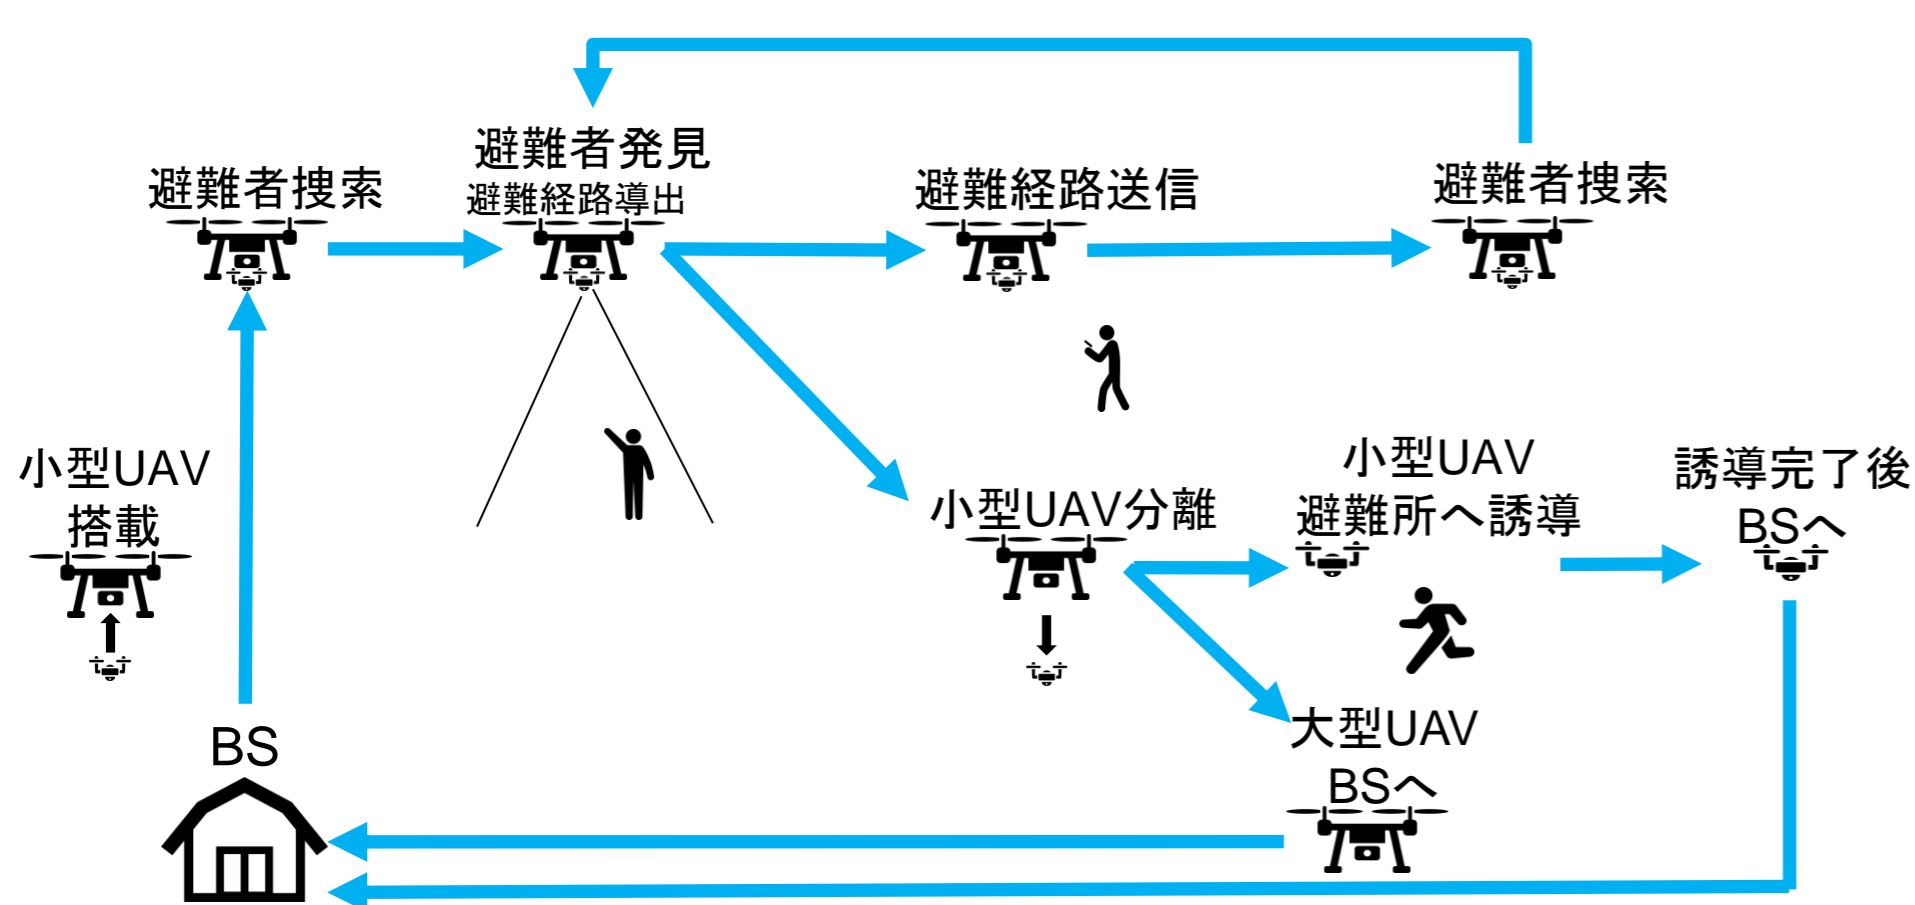 避難者捜索
避難者発見
避難経路導出
避難経路送信
避難者捜索
小型UAV
搭載
小型UAV分離
小型UAV
避難所へ誘導
誘導完了後
BSへ
大型UAV
BSへ
BS